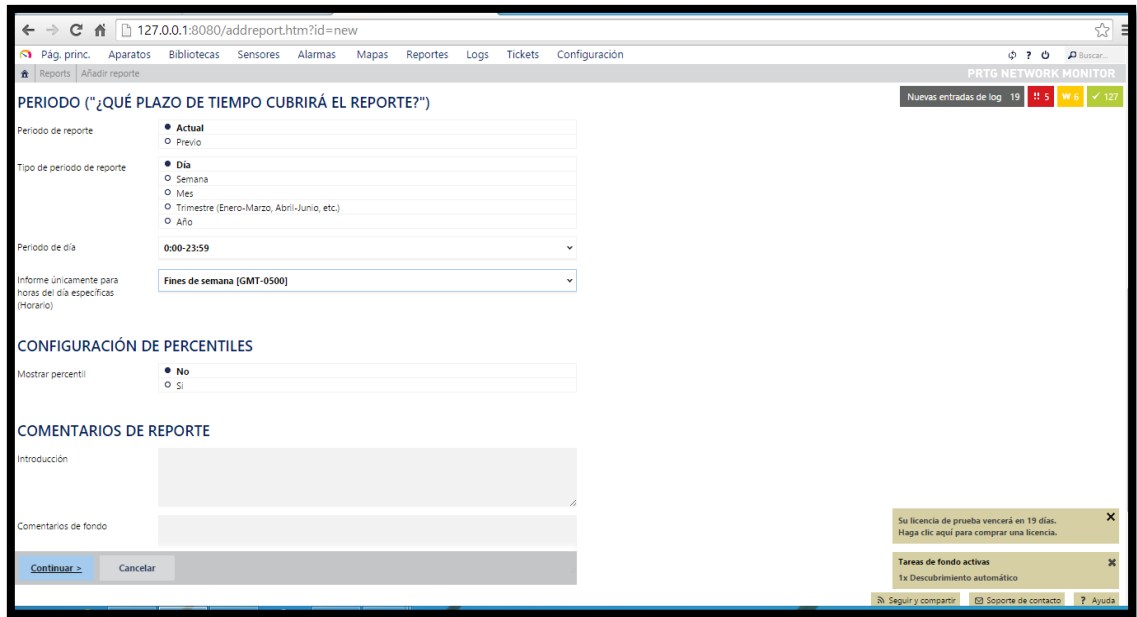 127.0.0.1:8080/addreport.htm?id=new
Pág. princ. Aparatos Bibliotecas Sensores Alarmas Mapas Reportes Logs Tickets Configuración ? Buscar...
Reports Añadir reporte PRTG NETWORK MONITOR
Nuevas entradas de log 19 !! 5 W 6 ✓ 127
PERIODO ("¿QUÉ PLAZO DE TIEMPO CUBRIRÁ EL REPORTE?")
Periodo de reporte
Actual
Previo
Tipo de periodo de reporte
Día
Semana
Mes
Trimestre (Enero-Marzo, Abril-Junio, etc.)
Año
Periodo de día
0:00-23:59
Informe únicamente para
horas del día específicas
(Horario)
Fines de semana [GMT-0500]
CONFIGURACIÓN DE PERCENTILES
Mostrar percentil
No
Si
COMENTARIOS DE REPORTE
Introducción
Comentarios de fondo
Continuar > Cancelar
Su licencia de prueba vencerá en 19 días.
Haga clic aquí para comprar una licencia.
Tareas de fondo activas
1x Descubrimiento automático
Seguir y compartir Soporte de contacto ? Ayuda